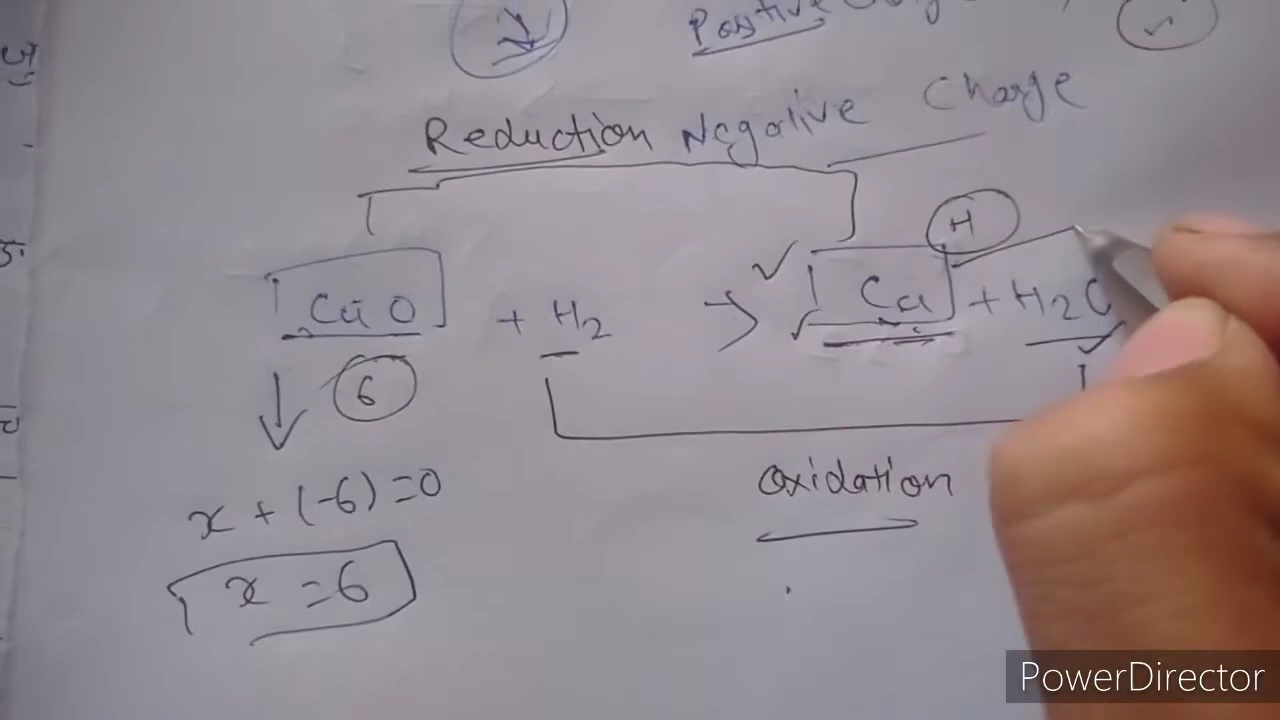 Positive
Reduction Negative Charge
H
CuO + H2 → Cu + H2O
6
x + (-6) = 0
oxidation
x = 6
PowerDirector